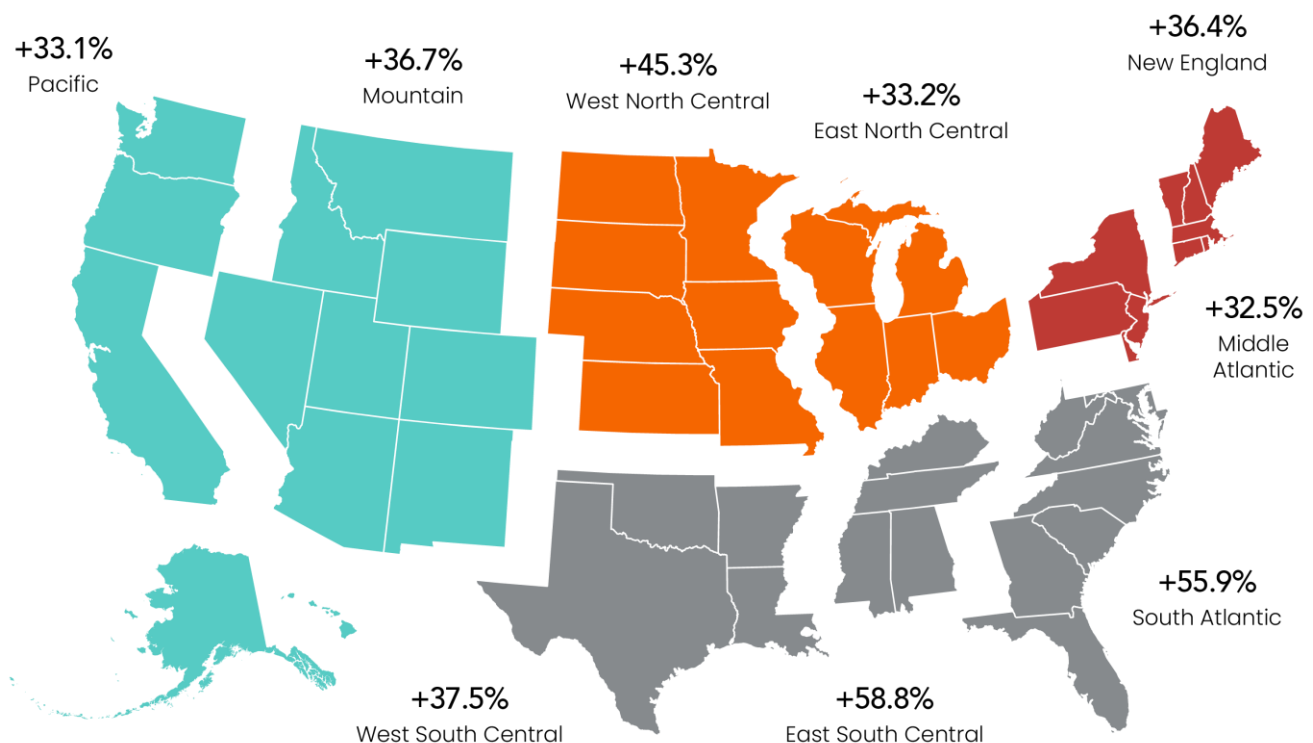 +33.1%
Pacific
+36.7%
Mountain
+45.3%
West North Central
+33.2%
East North Central
+36.4%
New England
+32.5%
Middle
Atlantic
+55.9%
South Atlantic
+37.5%
West South Central
+58.8%
East South Central